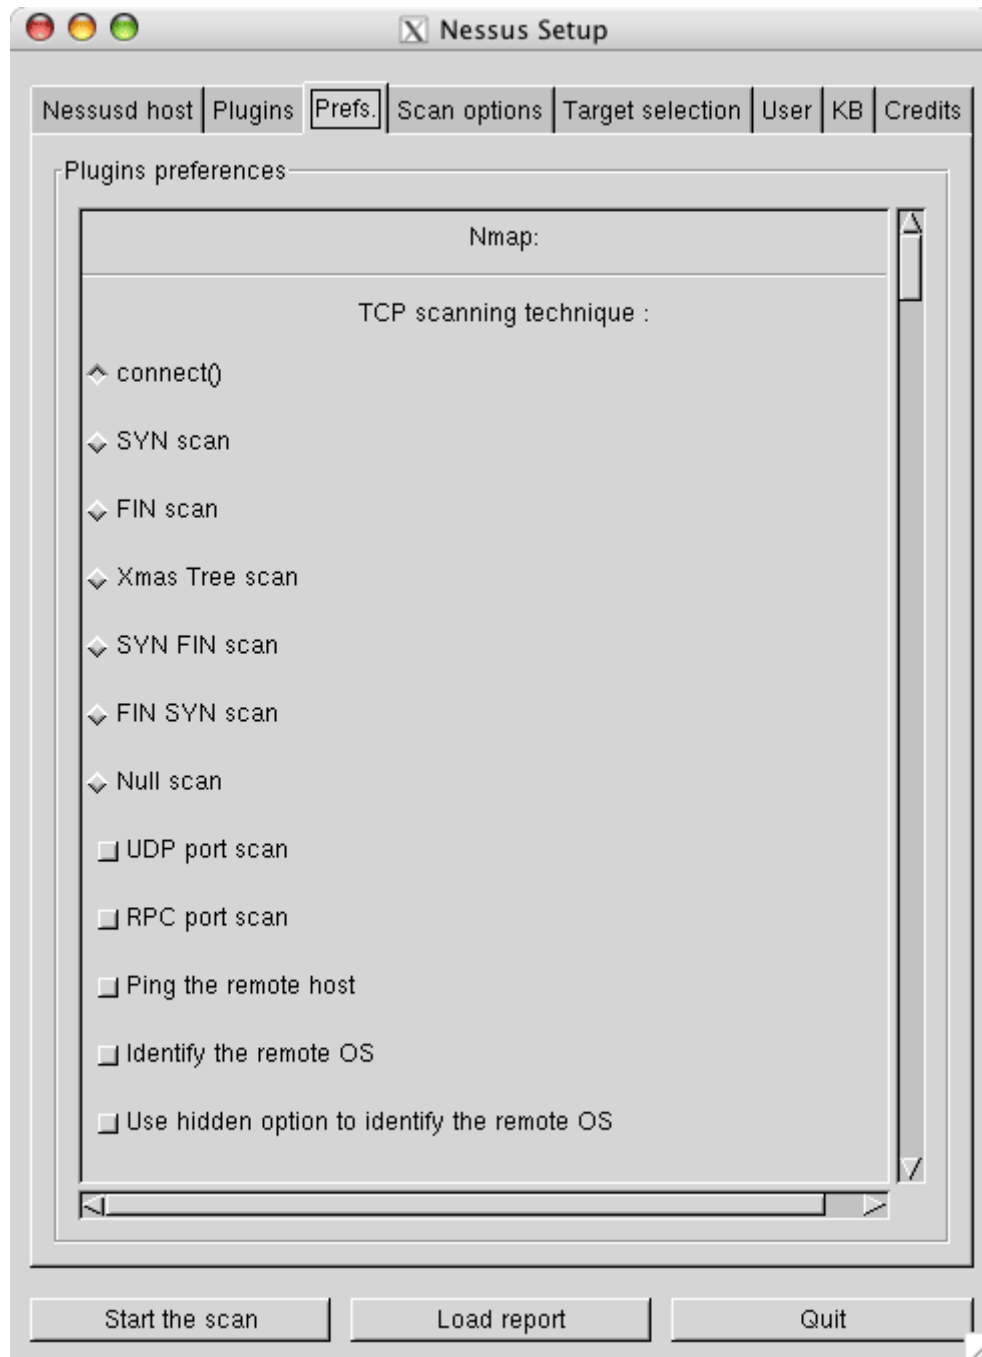 Nessus Setup
Nessusd host Plugins Prefs. Scan options Target selection User KB Credits
Plugins preferences
Nmap:
TCP scanning technique :
connect()
SYN scan
FIN scan
Xmas Tree scan
SYN FIN scan
FIN SYN scan
Null scan
UDP port scan
RPC port scan
Ping the remote host
Identify the remote OS
Use hidden option to identify the remote OS
Start the scan Load report Quit